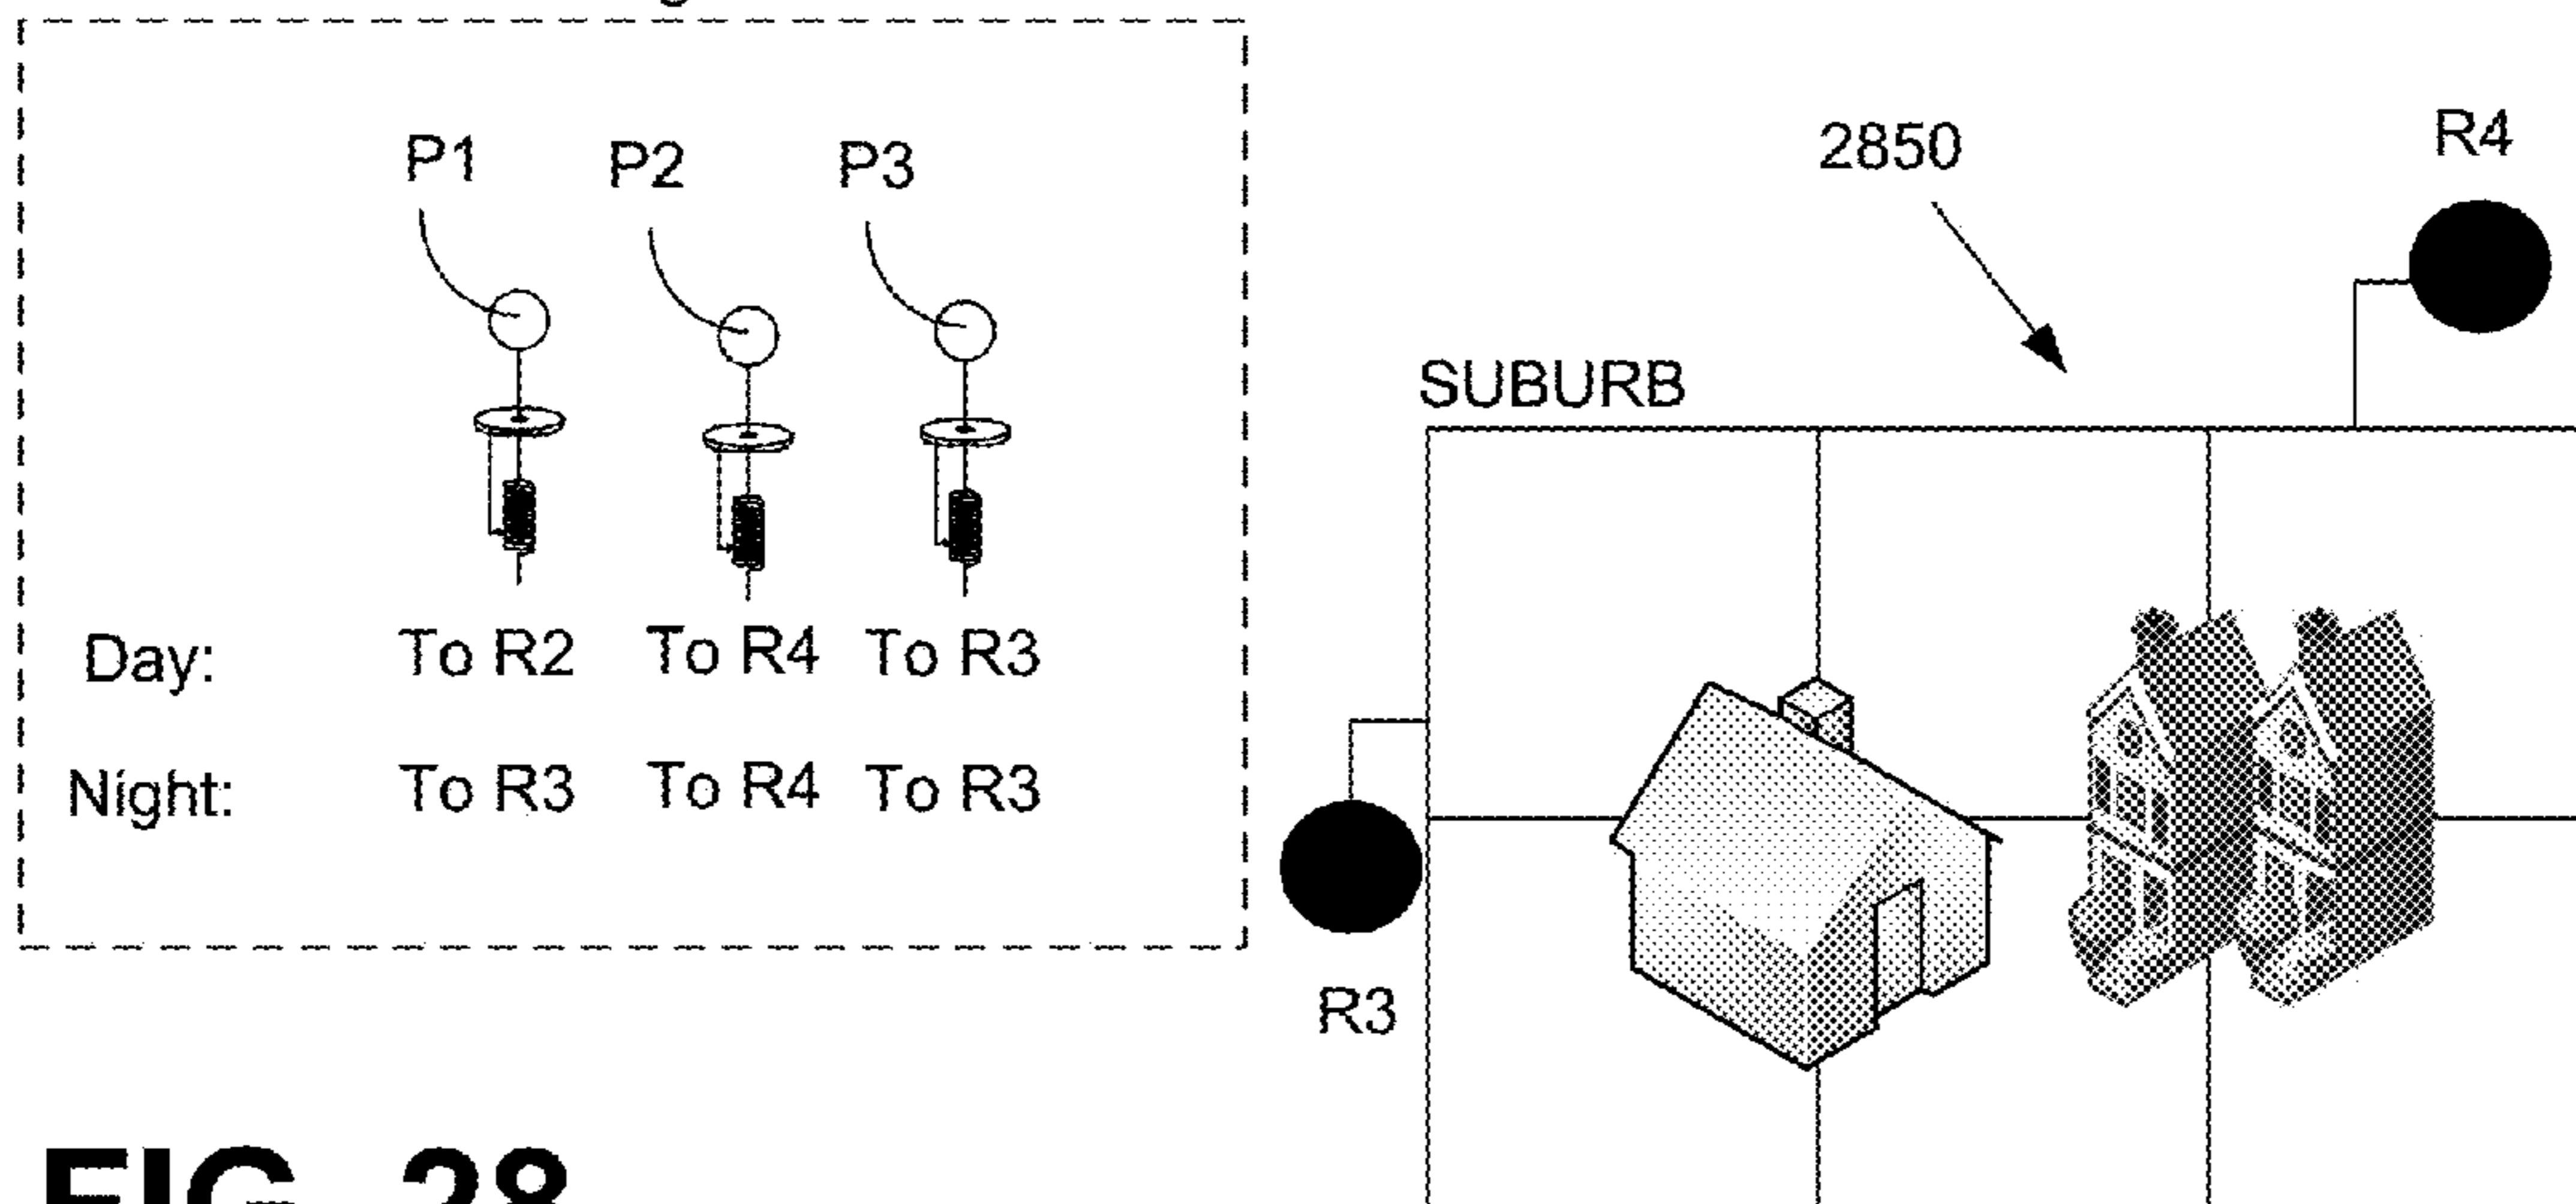 P1 P2 P3
Day: To R2 To R4 To R3
Night: To R3 To R4 To R3
2850
R4
SUBURB
R3
FIG. 28